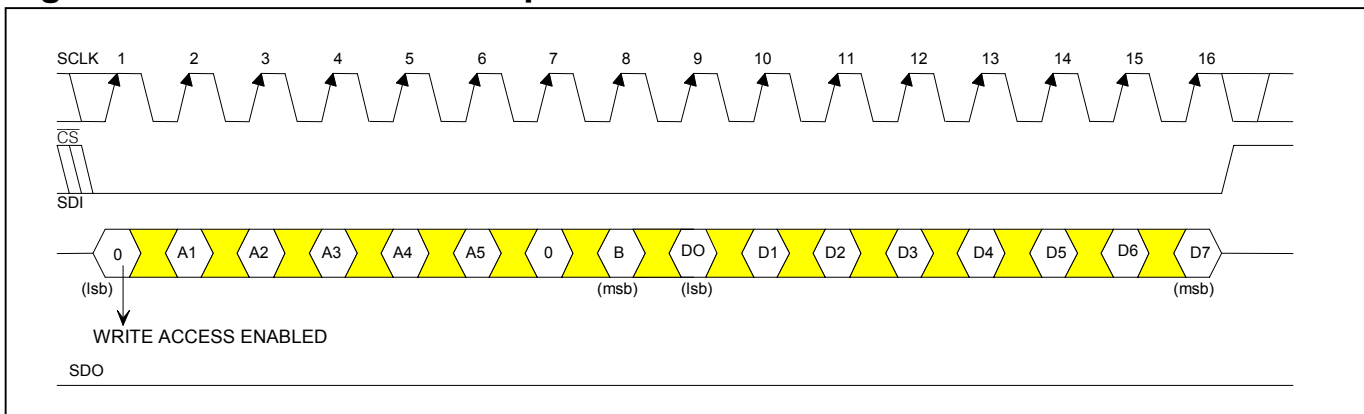 SCLK 1 2 3 4 5 6 7 8 9 10 11 12 13 14 15 16
CS
SDI
0 A1 A2 A3 A4 A5 0 B DO D1 D2 D3 D4 D5 D6 D7
(lsb) (msb) (lsb) (msb)
WRITE ACCESS ENABLED
SDO